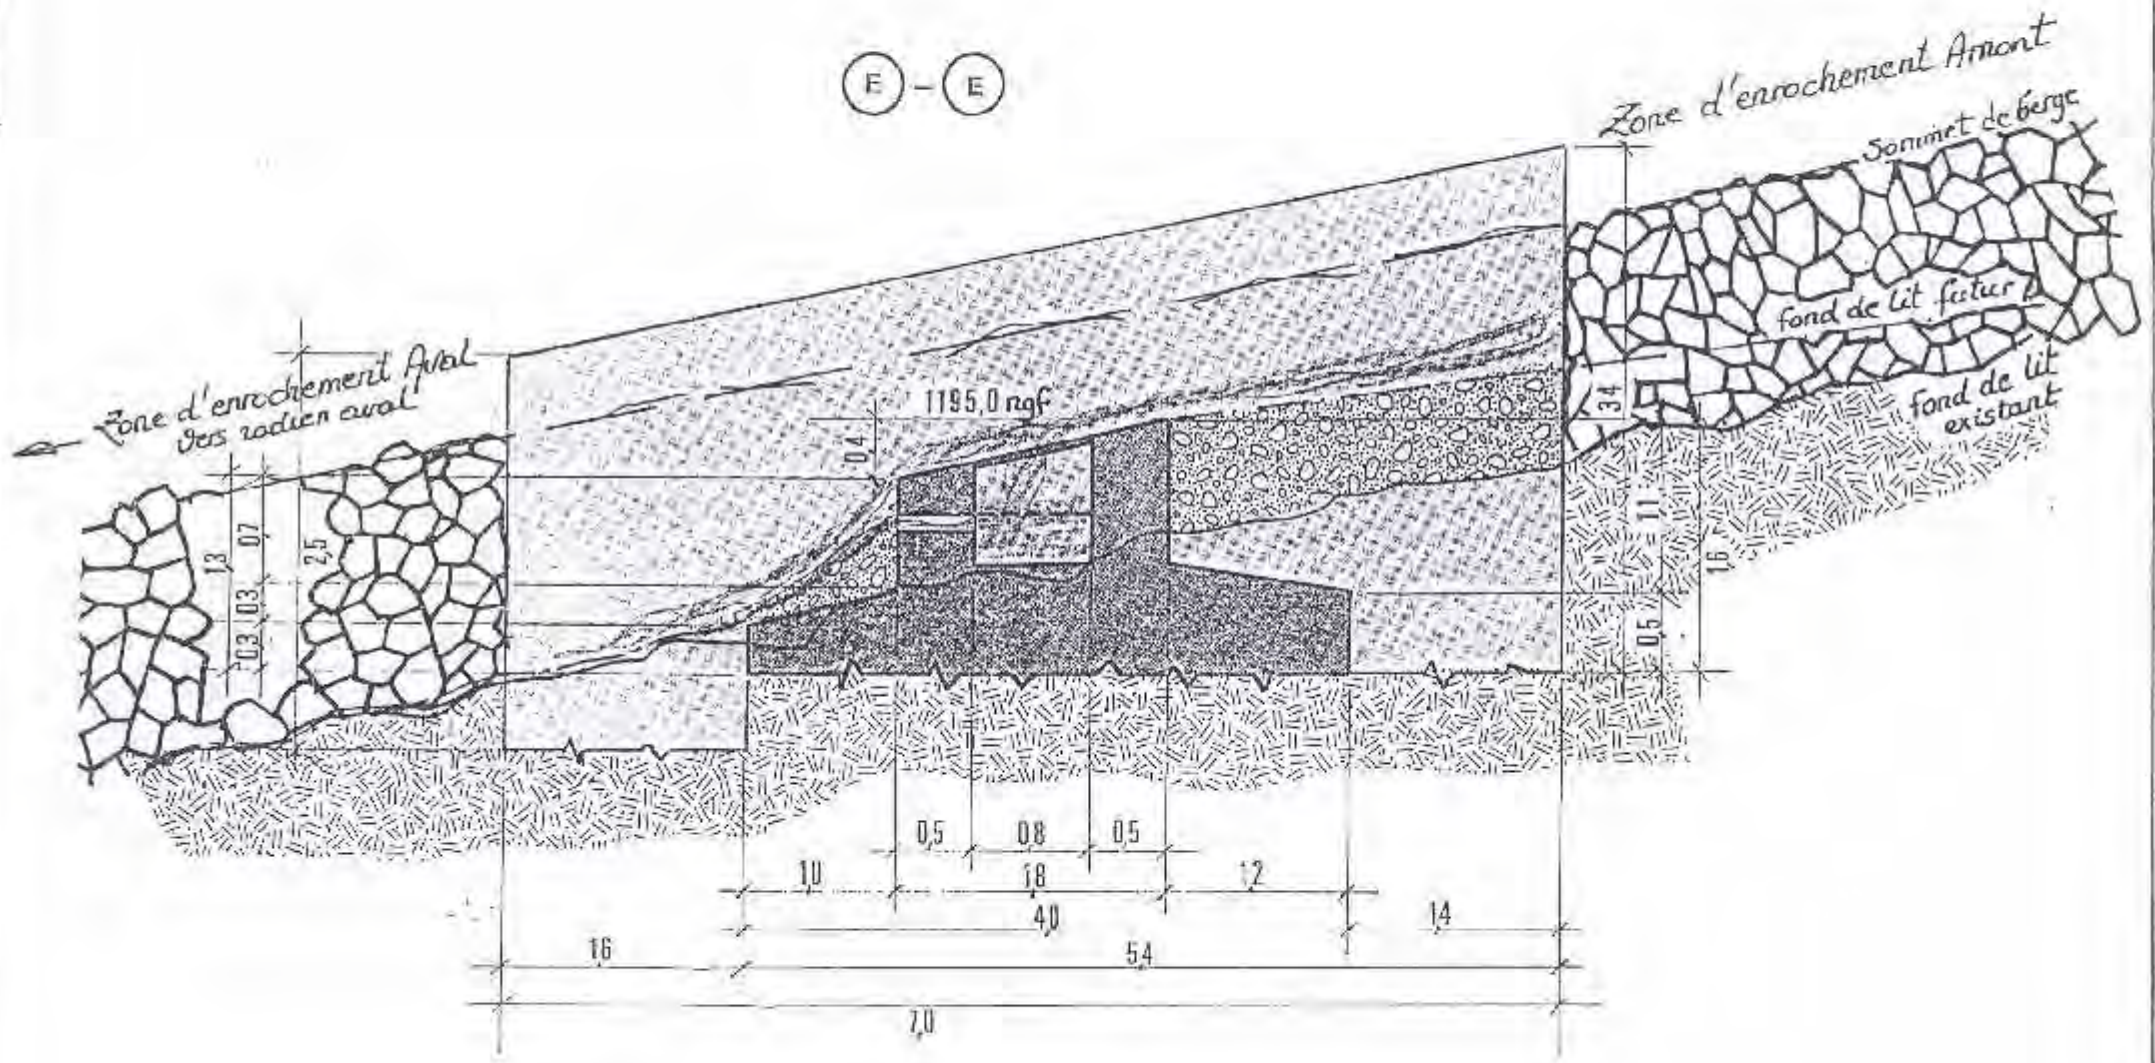 E - E
Zone d'enrochement Amont
Sommet de berge
fond de lit futur
fond de lit
existant
Zone d'enrochement Aval
Vers radier aval
1195,0 ngf
0,4
3,4
1,3
0,7
2,5
0,3
0,3
1,1
1,6
0,5
0,5
0,8
0,5
1,0
1,8
1,2
4,0
1,4
1,6
5,4
7,0